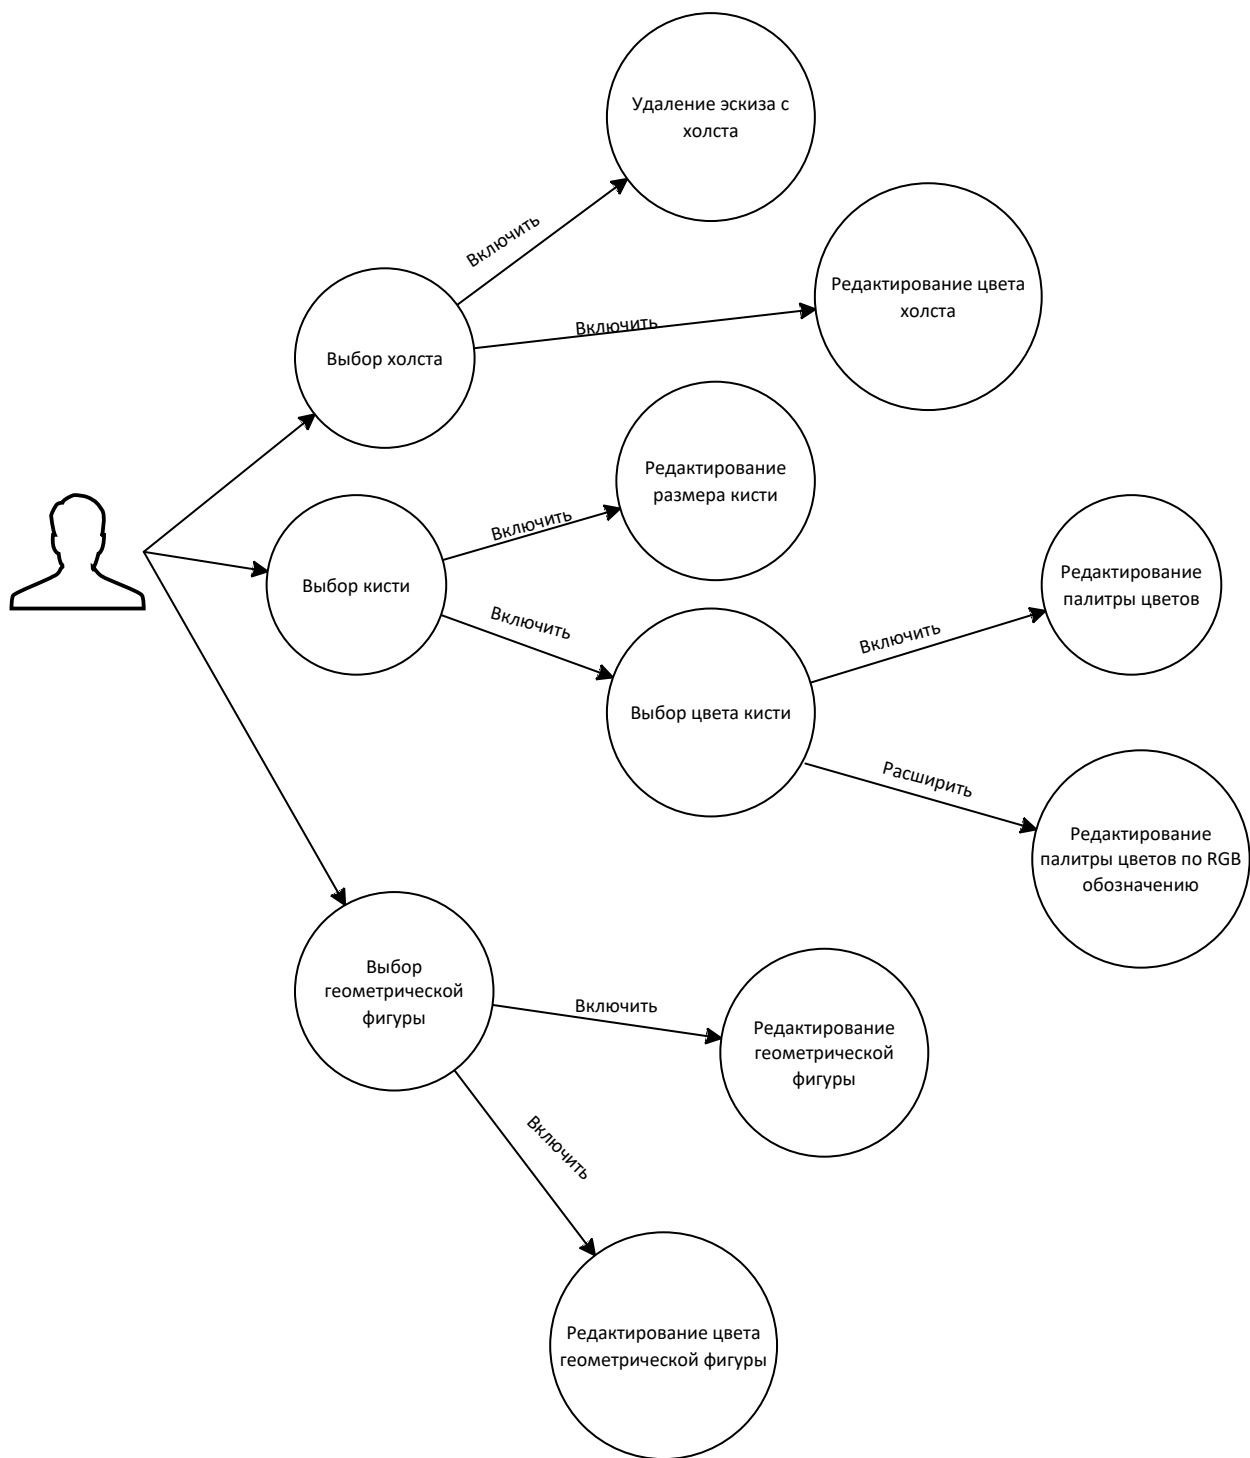 Удаление эскиза с
холста
Включить
Редактирование цвета
холста
Включить
Выбор холста
Редактирование
размера кисти
Включить
Выбор кисти
Редактирование
палитры цветов
Включить
Включить
Выбор цвета кисти
Расширить
Редактирование
палитры цветов по RGB
обозначению
Выбор
геометрической
фигуры
Включить
Редактирование
геометрической
фигуры
Включить
Редактирование цвета
геометрической фигуры